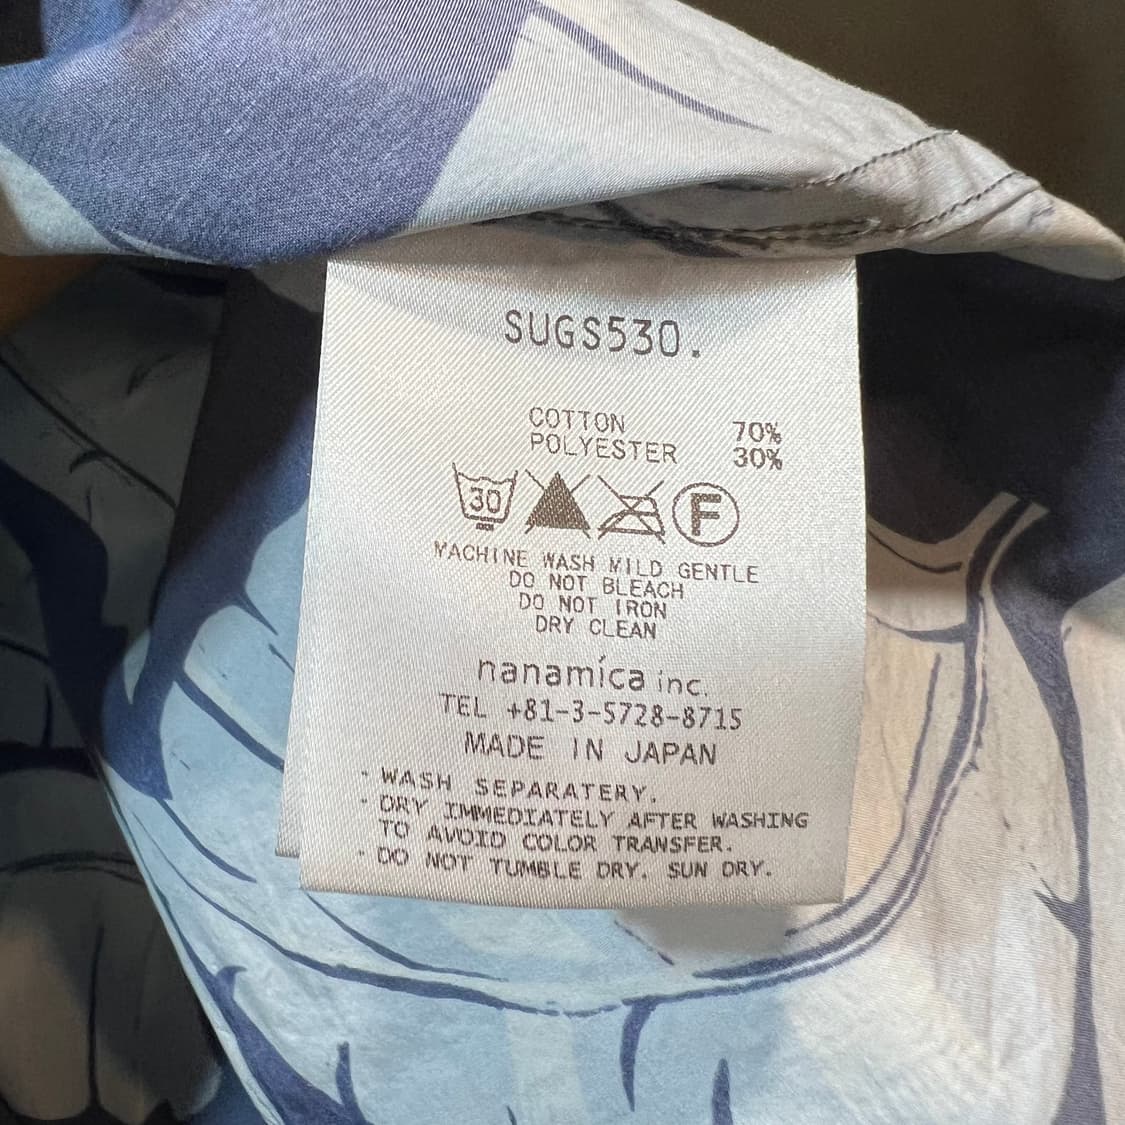 SUGS530.
COTTON 70%
POLYESTER 30%
30 F
MACHINE WASH MILD GENTLE
DO NOT BLEACH
DO NOT IRON
DRY CLEAN
nanamíca inc.
TEL +81-3-5728-8715
MADE IN JAPAN
· WASH SEPARATERY.
· DRY IMMEDIATELY AFTER WASHING
TO AVOID COLOR TRANSFER.
· DO NOT TUMBLE DRY. SUN DRY.